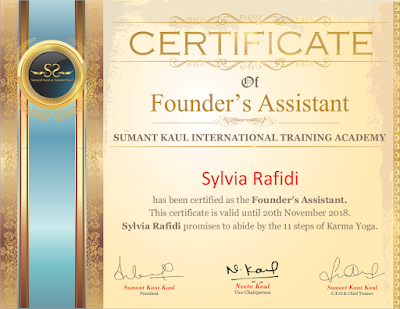 CERTIFICATE
Of
Founder's Assistant
SUMANT KAUL INTERNATIONAL TRAINING ACADEMY
Sylvia Rafidi
has been certified as the Founder's Assistant.
This certificate is valid until 20th November 2018.
Sylvia Rafidi promises to abide by the 11 steps of Karma Yoga.
N. Kaul
Sumant Kant Kaul
President
Neetu Kaul
Vice Chairperson
Sumeet Kant Kaul
C.E.O & Chief Trainer